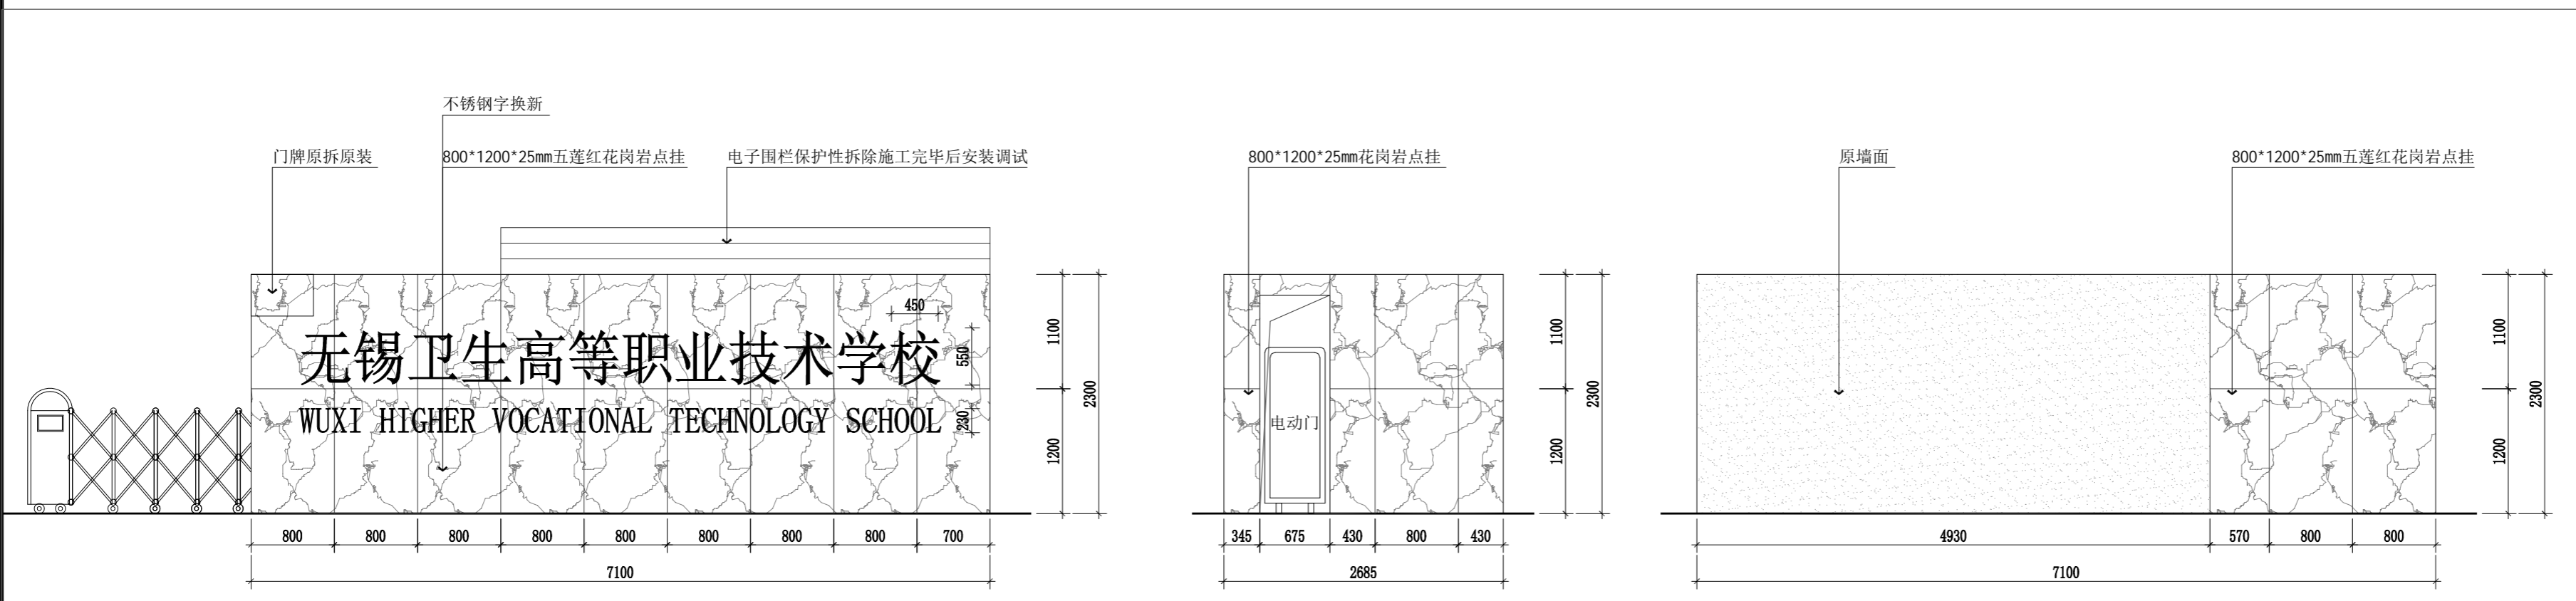 不锈钢字换新
门牌原拆原装
800*1200*25mm五莲红花岗岩点挂
电子围栏保护性拆除施工完毕后安装调试
450
550
230
无锡卫生高等职业技术学校
WUXI HIGHER VOCATIONAL TECHNOLOGY SCHOOL
1100
1200
2300
800 800 800 800 800 800 800 800 700
7100
800*1200*25mm花岗岩点挂
电动门
1100
1200
2300
345 675 430 800 430
2685
原墙面
800*1200*25mm五莲红花岗岩点挂
1100
1200
2300
4930 570 800 800
7100